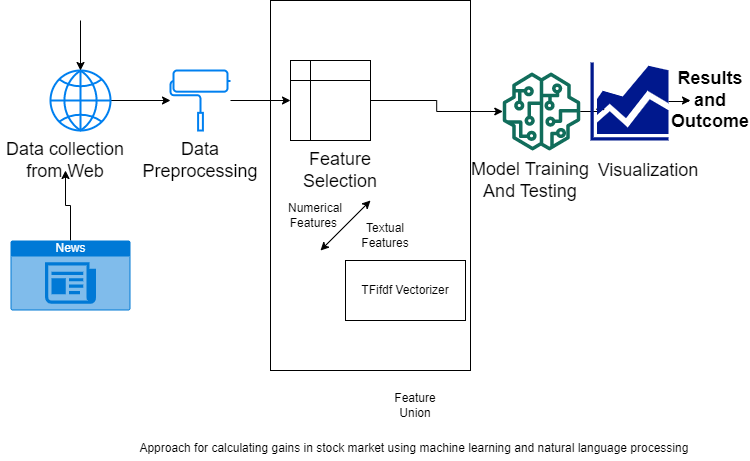 Data collection
from Web
Data
Preprocessing
Feature
Selection
Model Training
And Testing
Visualization
Results
and
Outcome
News
Numerical
Features
Textual
Features
TFifdf Vectorizer
Feature
Union
Approach for calculating gains in stock market using machine learning and natural language processing